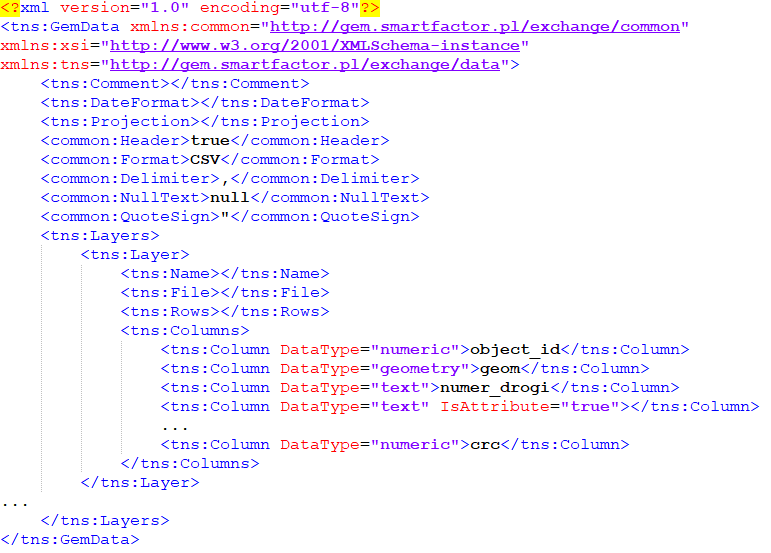 <?xml version="1.0" encoding="utf-8"?>
<tns:GemData xmlns:common="http://gem.smartfactor.pl/exchange/common"
xmlns:xsi="http://www.w3.org/2001/XMLSchema-instance"
xmlns:tns="http://gem.smartfactor.pl/exchange/data">
    <tns:Comment></tns:Comment>
    <tns:DateFormat></tns:DateFormat>
    <tns:Projection></tns:Projection>
    <common:Header>true</common:Header>
    <common:Format>CSV</common:Format>
    <common:Delimiter>,</common:Delimiter>
    <common:NullText>null</common:NullText>
    <common:QuoteSign>"</common:QuoteSign>
    <tns:Layers>
        <tns:Layer>
            <tns:Name></tns:Name>
            <tns:File></tns:File>
            <tns:Rows></tns:Rows>
            <tns:Columns>
                <tns:Column DataType="numeric">object_id</tns:Column>
                <tns:Column DataType="geometry">geom</tns:Column>
                <tns:Column DataType="text">numer_drogi</tns:Column>
                <tns:Column DataType="text" IsAttribute="true"></tns:Column>
                ...
                <tns:Column DataType="numeric">crc</tns:Column>
            </tns:Columns>
        </tns:Layer>
...
    </tns:Layers>
</tns:GemData>